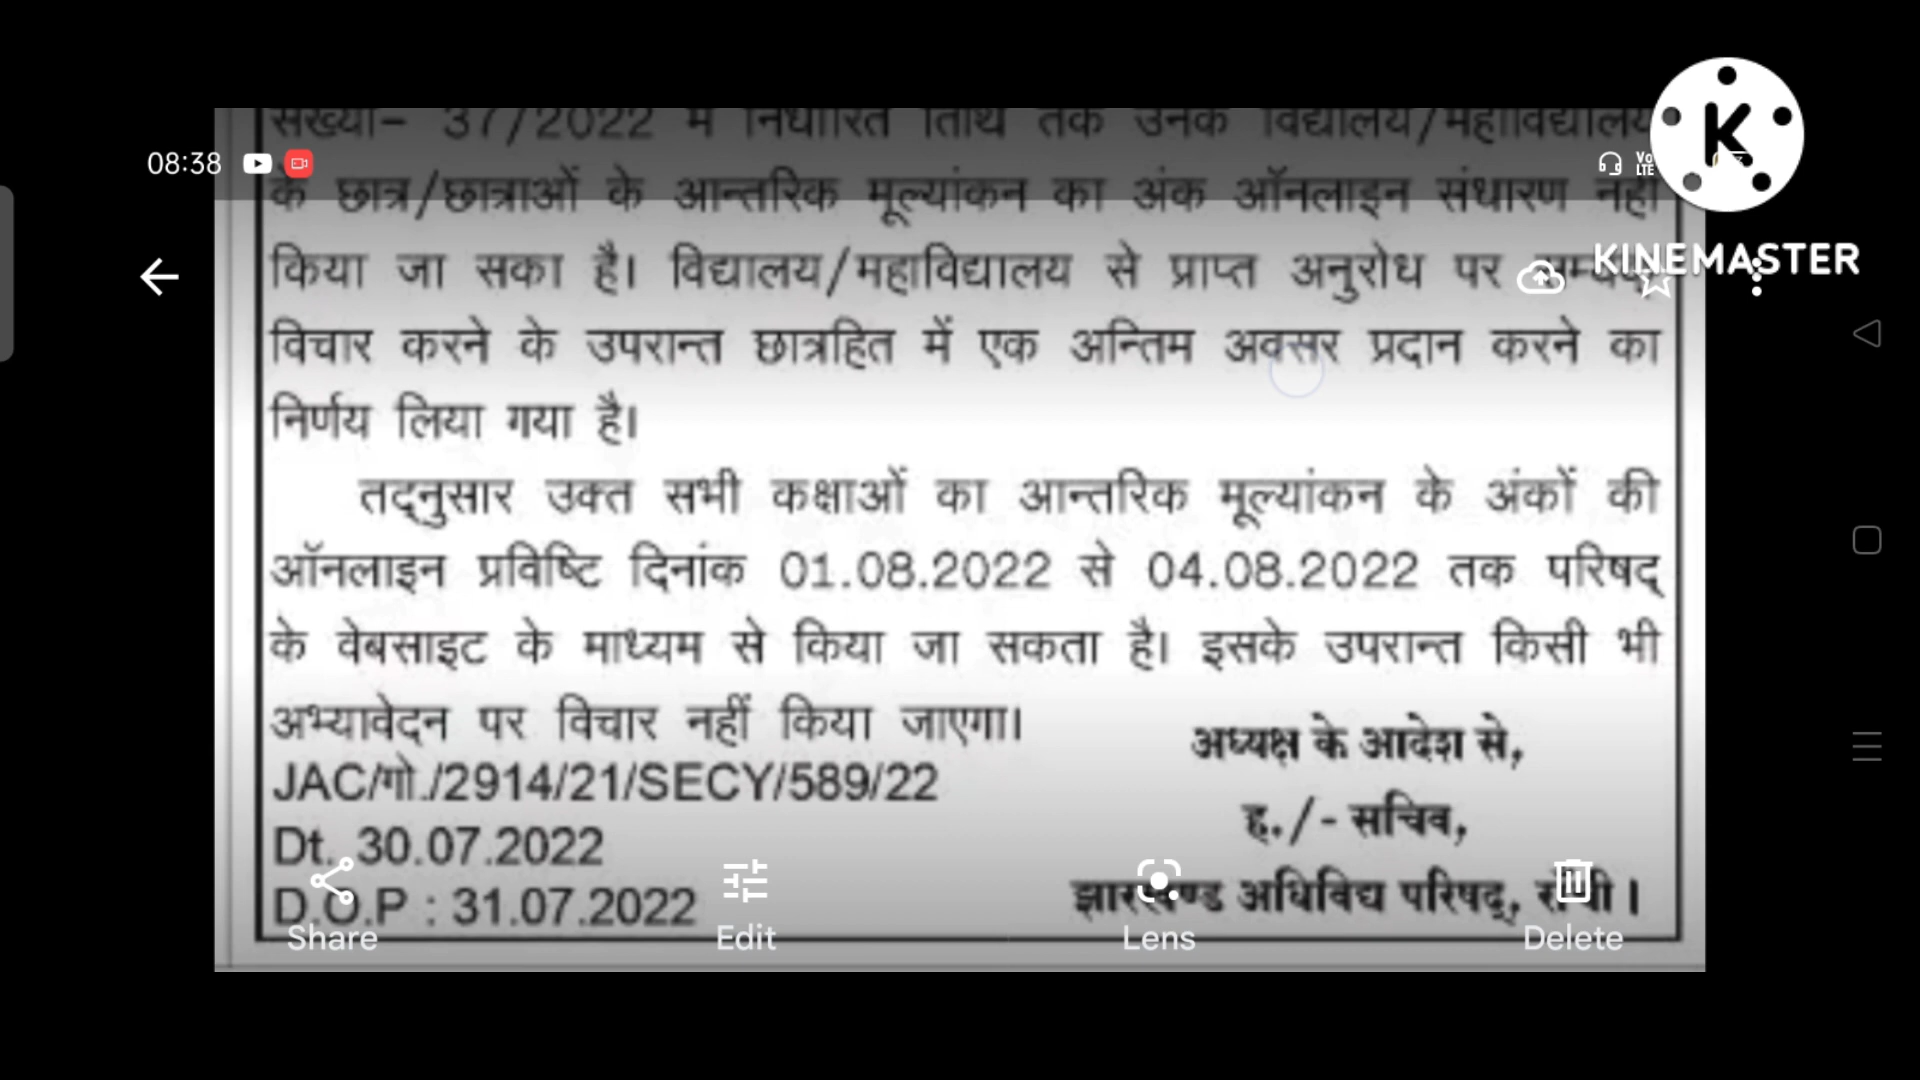 संख्या- 37/2022 में निर्धारित तिथि तक उनके विद्यालय/महाविद्यालय
08:38
के छात्र/छात्राओं के आन्तरिक मूल्यांकन का अंक ऑनलाइन संधारण नहीं
KINEMASTER
किया जा सका है। विद्यालय/महाविद्यालय से प्राप्त अनुरोध पर
विचार करने के उपरान्त छात्रहित में एक अन्तिम अवसर प्रदान करने का
निर्णय लिया गया है।
तद्नुसार उक्त सभी कक्षाओं का आन्तरिक मूल्यांकन के अंकों की
ऑनलाइन प्रविष्टि दिनांक 01.08.2022 से 04.08.2022 तक परिषद्
के वेबसाइट के माध्यम से किया जा सकता है। इसके उपरान्त किसी भी
अभ्यावेदन पर विचार नहीं किया जाएगा।
अध्यक्ष के आदेश से,
JAC/गो./2914/21/SECY/589/22
ह./- सचिव,
Dt. 30.07.2022
झारखण्ड अधिविद्य परिषद्, राँची।
D.O.P : 31.07.2022
Share Edit Lens Delete